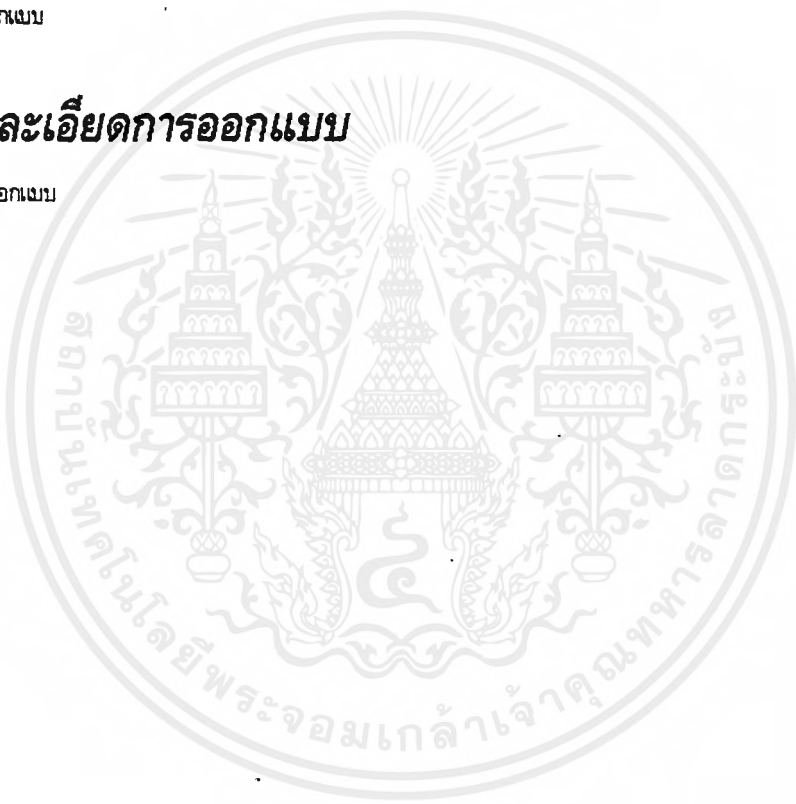 กแบบ
ละเอียดการออกแบบ
อกแบบ
สถาบันเทคโนโลยีพระจอมเกล้าเจ้าคุณทหารลาดกระบัง
๔